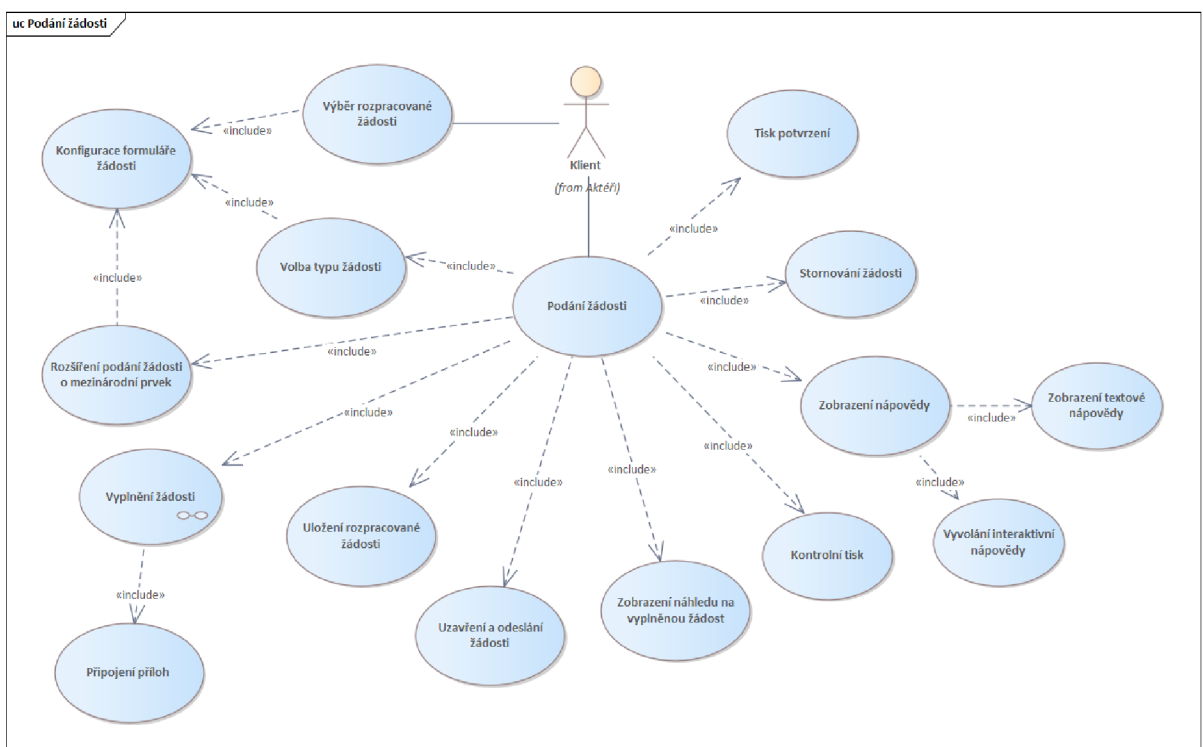 uc Podání žádosti
Výběr rozpracované
žádosti
«include»
Konfigurace formuláře
žádosti
Klient
(from Aktéři)
Tisk potvrzení
«include»
«include»
Volba typu žádosti
«include»
«include»
Stornování žádosti
«include»
Podání žádosti
«include»
Rozšíření podání žádosti
o mezinárodní prvek
«include»
«include»
Zobrazení nápovědy
«include»
Zobrazení textové
nápovědy
«include»
«include»
«include»
«include»
«include»
«include»
Vyplnění žádosti
Uložení rozpracované
žádosti
Vyvolání interaktivní
nápovědy
Kontrolní tisk
«include»
Zobrazení náhledu na
vyplněnou žádost
Uzavření a odeslání
žádosti
Připojení příloh